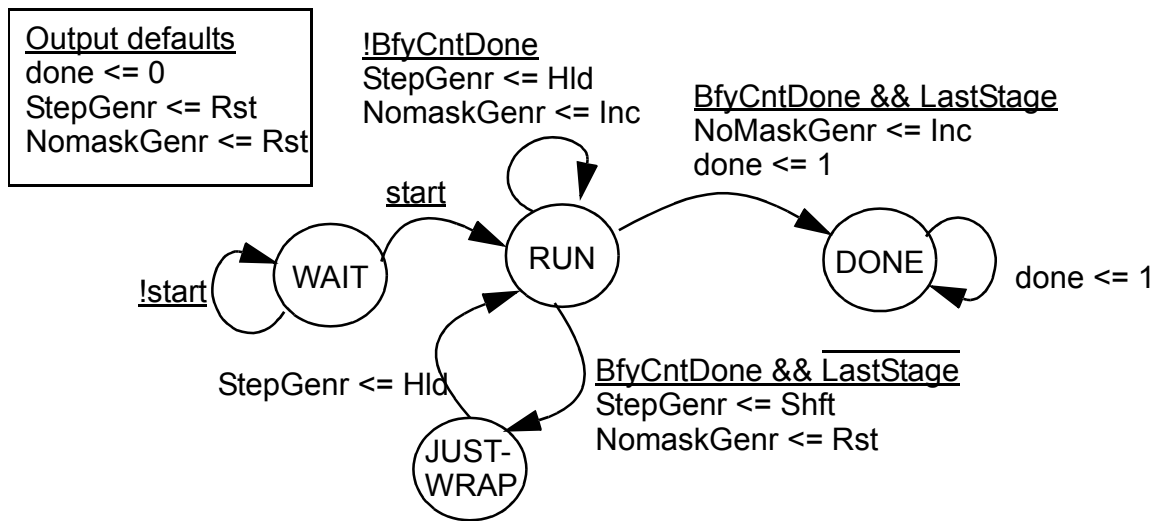 Output defaults
done <= 0
StepGenr <= Rst
NomaskGenr <= Rst
!BfyCntDone
StepGenr <= Hld
NomaskGenr <= Inc
BfyCntDone && LastStage
NoMaskGenr <= Inc
done <= 1
start
!start
WAIT
RUN
DONE
done <= 1
StepGenr <= Hld
BfyCntDone && LastStage
StepGenr <= Shft
NomaskGenr <= Rst
JUST-
WRAP